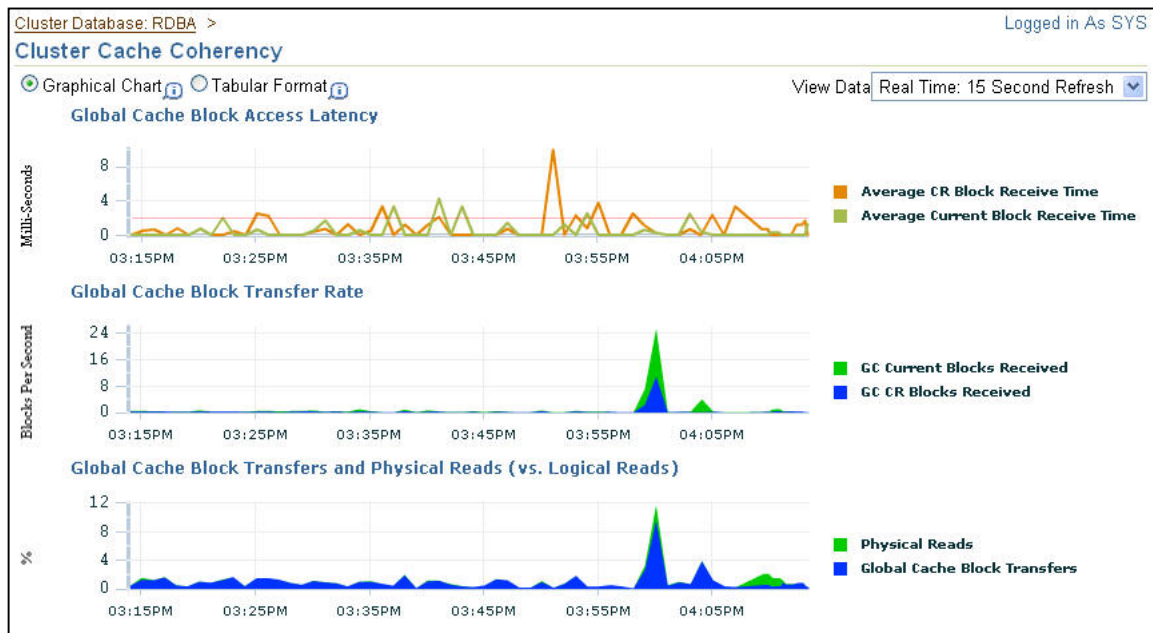 Cluster Database: RDBA >
Logged in As SYS
Cluster Cache Coherency
Graphical Chart i Tabular Format i
View Data Real Time: 15 Second Refresh
Global Cache Block Access Latency
Milli-Seconds
8
4
0
03:15PM 03:25PM 03:35PM 03:45PM 03:55PM 04:05PM
Average CR Block Receive Time
Average Current Block Receive Time
Global Cache Block Transfer Rate
Blocks Per Second
24
16
8
0
03:15PM 03:25PM 03:35PM 03:45PM 03:55PM 04:05PM
GC Current Blocks Received
GC CR Blocks Received
Global Cache Block Transfers and Physical Reads (vs. Logical Reads)
%
12
8
4
0
03:15PM 03:25PM 03:35PM 03:45PM 03:55PM 04:05PM
Physical Reads
Global Cache Block Transfers